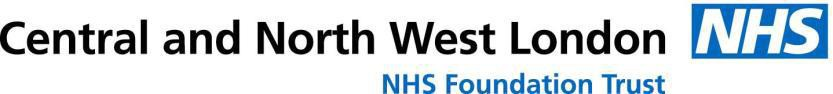 Central and North West London NHS
NHS Foundation Trust